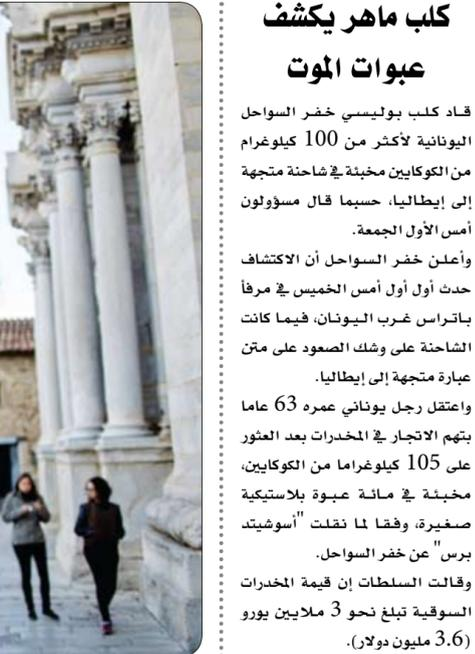 كلب ماهر يكشف
عبوات الموت
قاد كلب بوليسي خفر السواحل
اليونانية لأكثر من 100 كيلوغرام
من الكوكايين مخبئة في شاحنة متجهة
إلى إيطاليا، حسبما قال مسؤولون
أمس الأول الجمعة.
وأعلن خفر السواحل أن الاكتشاف
حدث أول أول أمس الخميس في مرفأ
باتراس غرب اليونان، فيما كانت
الشاحنة على وشك الصعود على متن
عبارة متجهة إلى إيطاليا.
واعتقل رجل يوناني عمره 63 عاما
بتهم الاتجار في المخدرات بعد العثور
على 105 كيلوغراما من الكوكايين،
مخبئة في مائة عبوة بلاستيكية
صغيرة، وفقا لما نقلت "أسوشيتد
برس" عن خفر السواحل.
وقالت السلطات إن قيمة المخدرات
السوقية تبلغ نحو 3 ملايين يورو
(3.6 مليون دولار).